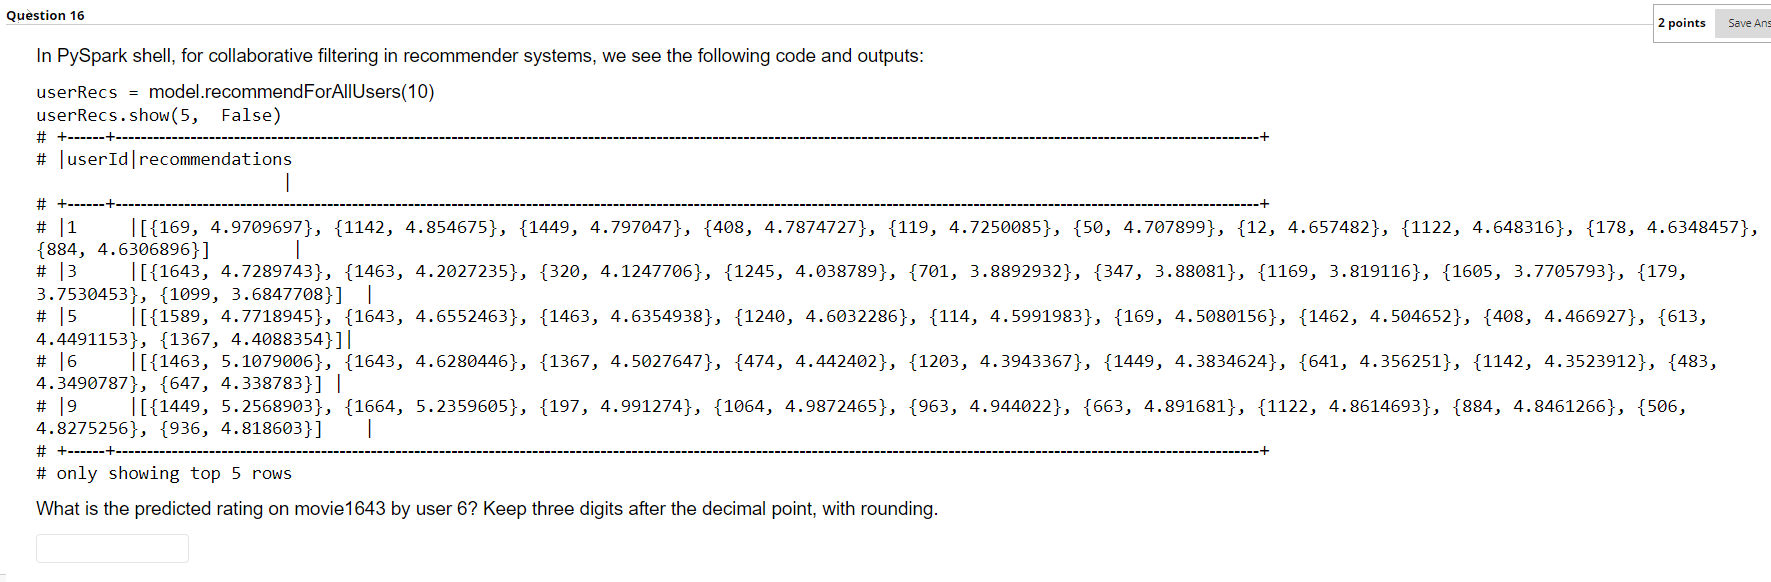 Question 16
2 points
Save Ans
In PySpark shell, for collaborative filtering in recommender systems, we see the following code and outputs:
userRecs = model.recommendForAllUsers(10)
userRecs.show(5,  False)
# +------+------------------------------------------------------------------------------------------------------------------------------------------------------------------------------------------+
# |userId|recommendations
|
# +------+------------------------------------------------------------------------------------------------------------------------------------------------------------------------------------------+
# |1     |[{169, 4.9709697}, {1142, 4.854675}, {1449, 4.797047}, {408, 4.7874727}, {119, 4.7250085}, {50, 4.707899}, {12, 4.657482}, {1122, 4.648316}, {178, 4.6348457},
{884, 4.6306896}]        |
# |3     |[{1643, 4.7289743}, {1463, 4.2027235}, {320, 4.1247706}, {1245, 4.038789}, {701, 3.8892932}, {347, 3.88081}, {1169, 3.819116}, {1605, 3.7705793}, {179,
3.7530453}, {1099, 3.6847708}]  |
# |5     |[{1589, 4.7718945}, {1643, 4.6552463}, {1463, 4.6354938}, {1240, 4.6032286}, {114, 4.5991983}, {169, 4.5080156}, {1462, 4.504652}, {408, 4.466927}, {613,
4.4491153}, {1367, 4.4088354}]|
# |6     |[{1463, 5.1079006}, {1643, 4.6280446}, {1367, 4.5027647}, {474, 4.442402}, {1203, 4.3943367}, {1449, 4.3834624}, {641, 4.356251}, {1142, 4.3523912}, {483,
4.3490787}, {647, 4.338783}] |
# |9     |[{1449, 5.2568903}, {1664, 5.2359605}, {197, 4.991274}, {1064, 4.9872465}, {963, 4.944022}, {663, 4.891681}, {1122, 4.8614693}, {884, 4.8461266}, {506,
4.8275256}, {936, 4.818603}]    |
# +------+------------------------------------------------------------------------------------------------------------------------------------------------------------------------------------------+
# only showing top 5 rows
What is the predicted rating on movie1643 by user 6? Keep three digits after the decimal point, with rounding.